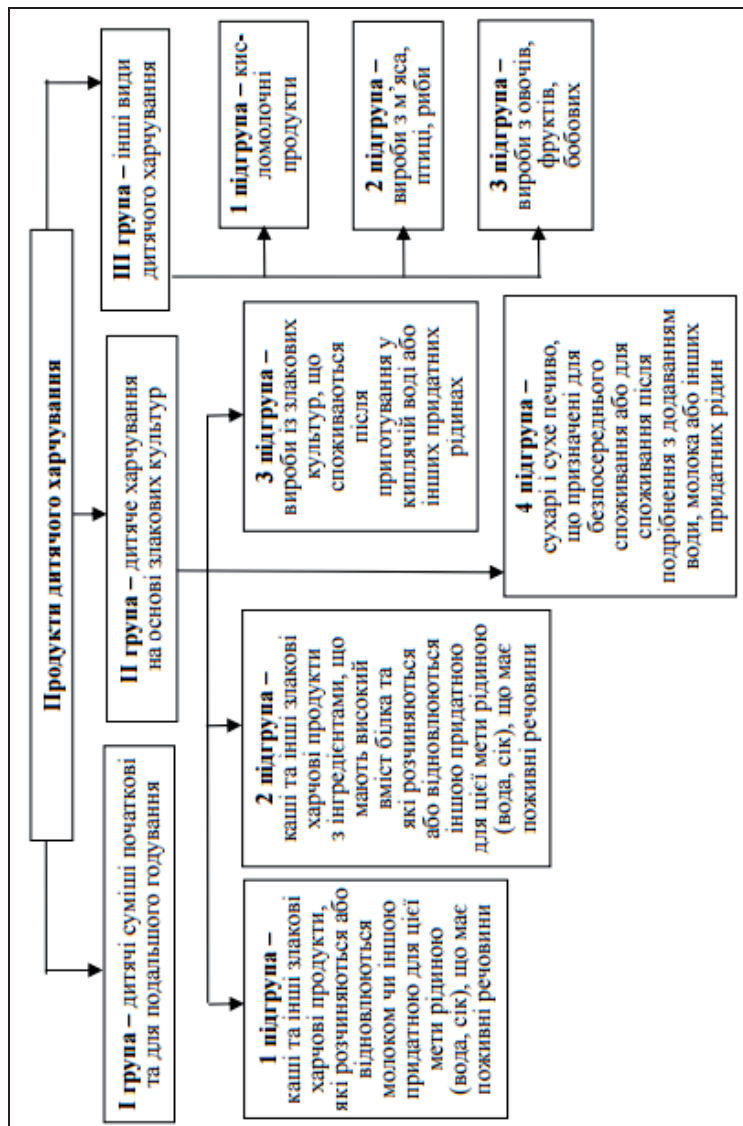 Продукти дитячого харчування
І група – дитячі суміші початкові
та для подальшого годування
ІІ група – дитяче харчування
на основі злакових культур
ІІІ група – інші види
дитячого харчування
1 підгрупа –
каші та інші злакові
харчові продукти,
які розчиняються або
відновлюються
молоком чи іншою
придатною для цієї
мети рідиною
(вода, сік), що має
поживні речовини
2 підгрупа –
каші та інші злакові
харчові продукти
з інгредієнтами, що
мають високий
вміст білка та
які розчиняються
або відновлюються
іншою придатною
для цієї мети рідиною
(вода, сік), що має
поживні речовини
3 підгрупа –
вироби із злакових
культур, що
споживаються
після
приготування у
киплячій воді або
інших придатних
рідинах
4 підгрупа –
сухарі і сухе печиво,
що призначені для
безпосереднього
споживання або для
споживання після
подрібнення з додаванням
води, молока або інших
придатних рідин
1 підгрупа – кис-
ломолочні
продукти
2 підгрупа –
вироби з м’яса,
птиці, риби
3 підгрупа –
вироби з овочів,
фруктів,
бобових